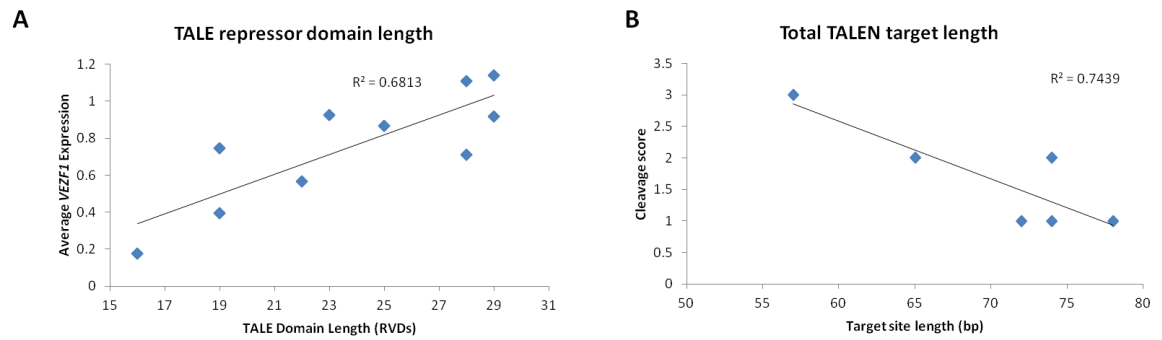 A
TALE repressor domain length
R² = 0.6813
1.2
1
0.8
0.6
0.4
0.2
0
15 17 19 21 23 25 27 29 31
Average VEZF1 Expression
TALE Domain Length (RVDs)
B
Total TALEN target length
R² = 0.7439
3.5
3
2.5
2
1.5
1
0.5
0
50 55 60 65 70 75 80
Cleavage score
Target site length (bp)